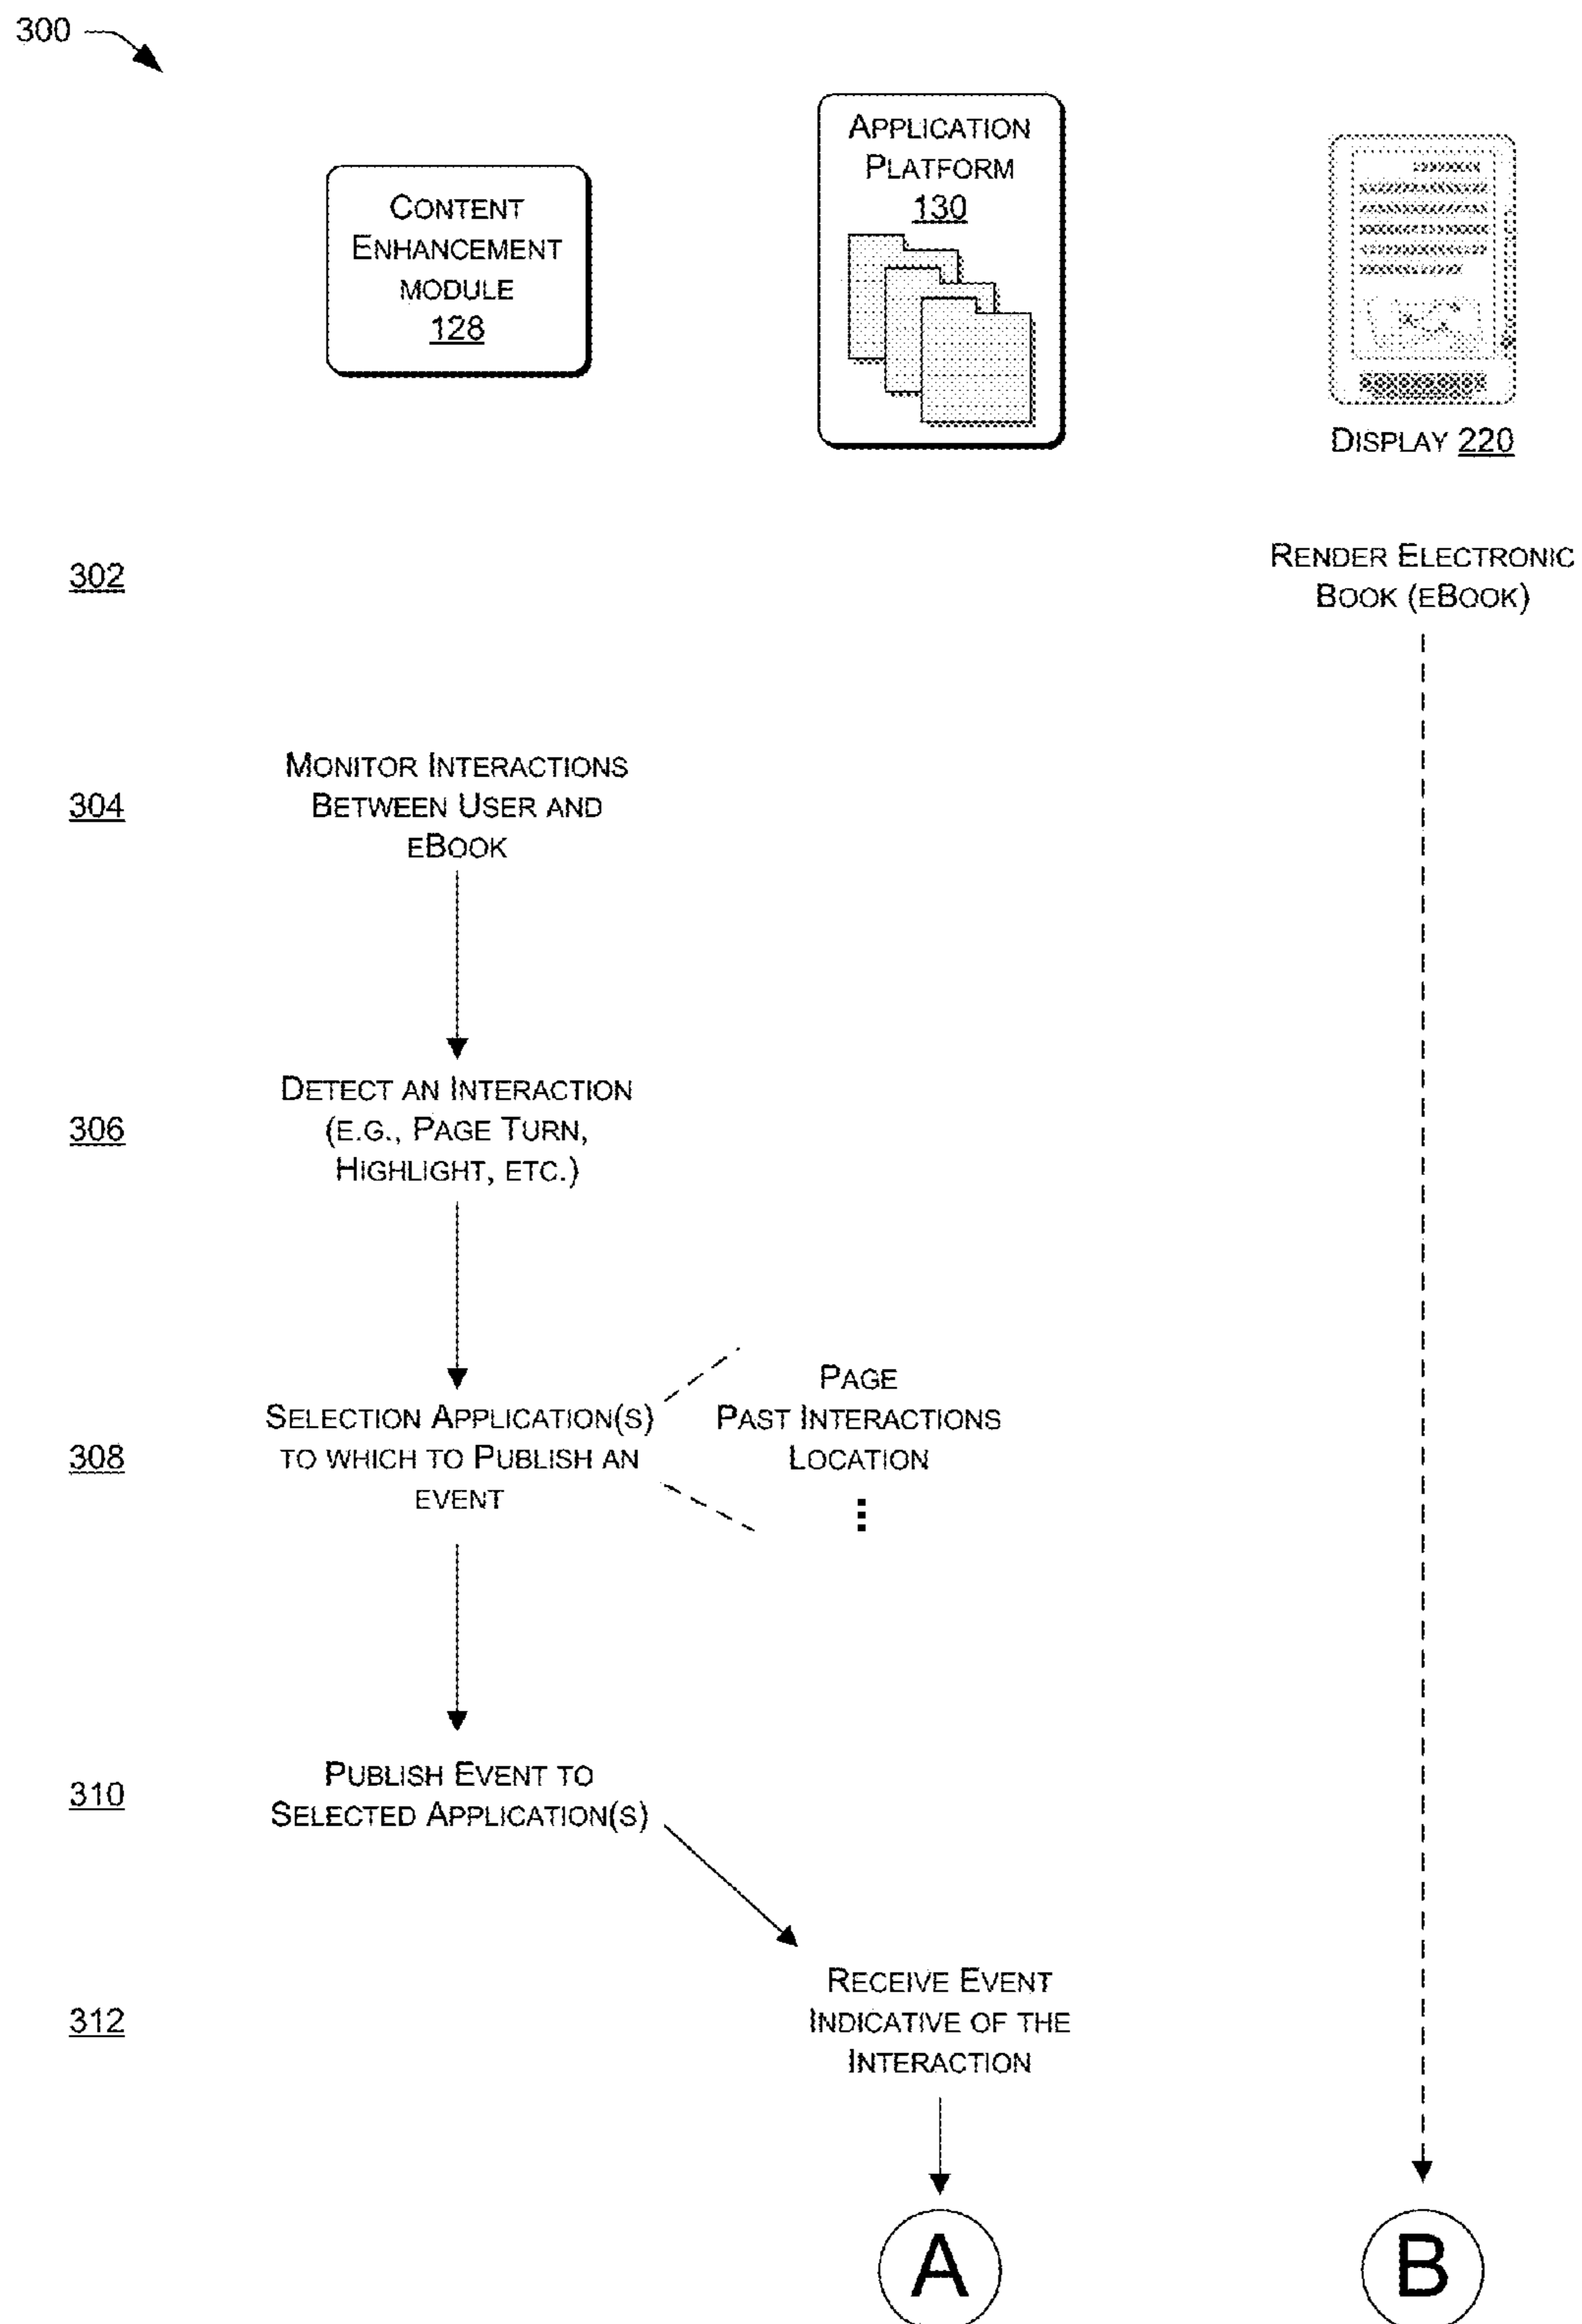 300
APPLICATION
PLATFORM
130
CONTENT
ENHANCEMENT
MODULE
128
DISPLAY 220
302
RENDER ELECTRONIC
BOOK (EBOOK)
304
MONITOR INTERACTIONS
BETWEEN USER AND
EBOOK
306
DETECT AN INTERACTION
(E.G., PAGE TURN,
HIGHLIGHT, ETC.)
308
SELECTION APPLICATION(S)
TO WHICH TO PUBLISH AN
EVENT
PAGE
PAST INTERACTIONS
LOCATION
310
PUBLISH EVENT TO
SELECTED APPLICATION(S)
312
RECEIVE EVENT
INDICATIVE OF THE
INTERACTION
A
B